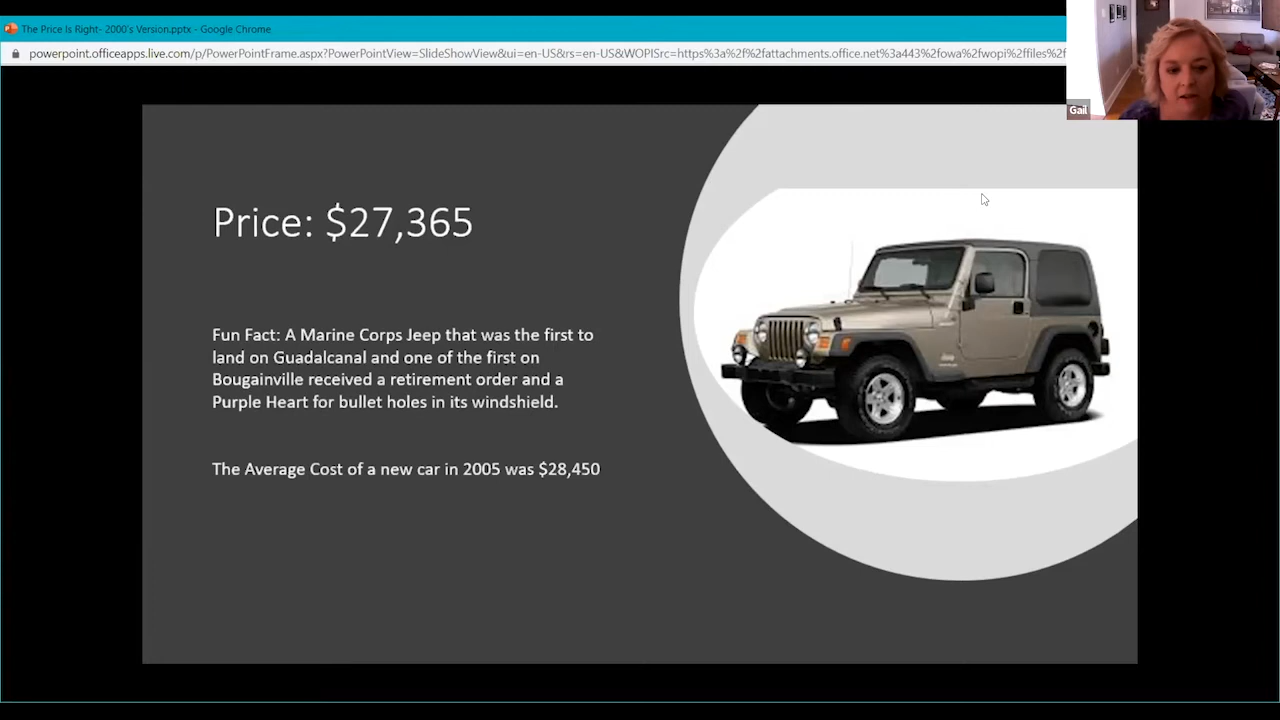 The Price Is Right- 2000's Version.pptx - Google Chrome
powerpoint.officeapps.live.com/p/PowerPointFrame.aspx?PowerPointView=SlideShowView&ui=en-US&rs=en-US&WOPISrc=https%3a%2f%2fattachments.office.net%3a443%2fowa%2fwopi%2ffiles%2f
Gail
Price: $27,365
Fun Fact: A Marine Corps Jeep that was the first to
land on Guadalcanal and one of the first on
Bougainville received a retirement order and a
Purple Heart for bullet holes in its windshield.
The Average Cost of a new car in 2005 was $28,450